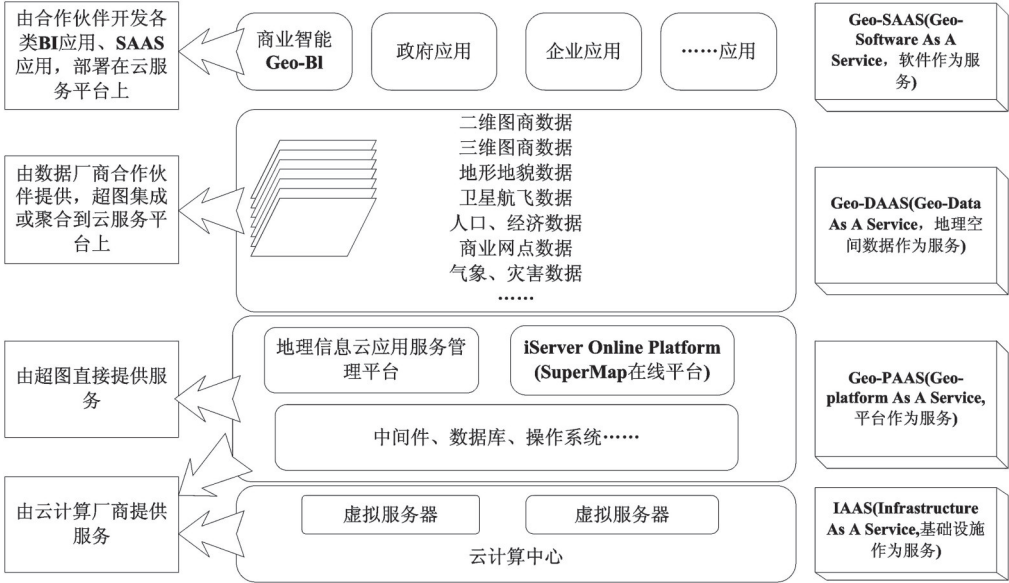 由合作伙伴开发各
类BI应用、SAAS
应用，部署在云服
务平台上
商业智能
Geo-Bl
政府应用
企业应用
……应用
Geo-SAAS(Geo-
Software As A
Service，软件作为服
务)
由数据厂商合作伙
伴提供，超图集成
或聚合到云服务平
台上
二维图商数据
三维图商数据
地形地貌数据
卫星航飞数据
人口、经济数据
商业网点数据
气象、灾害数据
……
Geo-DAAS(Geo-Data
As A Service，地理空
间数据作为服务)
由超图直接提供服
务
地理信息云应用服务管
理平台
iServer Online Platform
(SuperMap在线平台)
中间件、数据库、操作系统……
Geo-PAAS(Geo-
platform As A Service,
平台作为服务)
由云计算厂商提供
服务
虚拟服务器
虚拟服务器
云计算中心
IAAS(Infrastructure
As A Service,基础设施
作为服务)